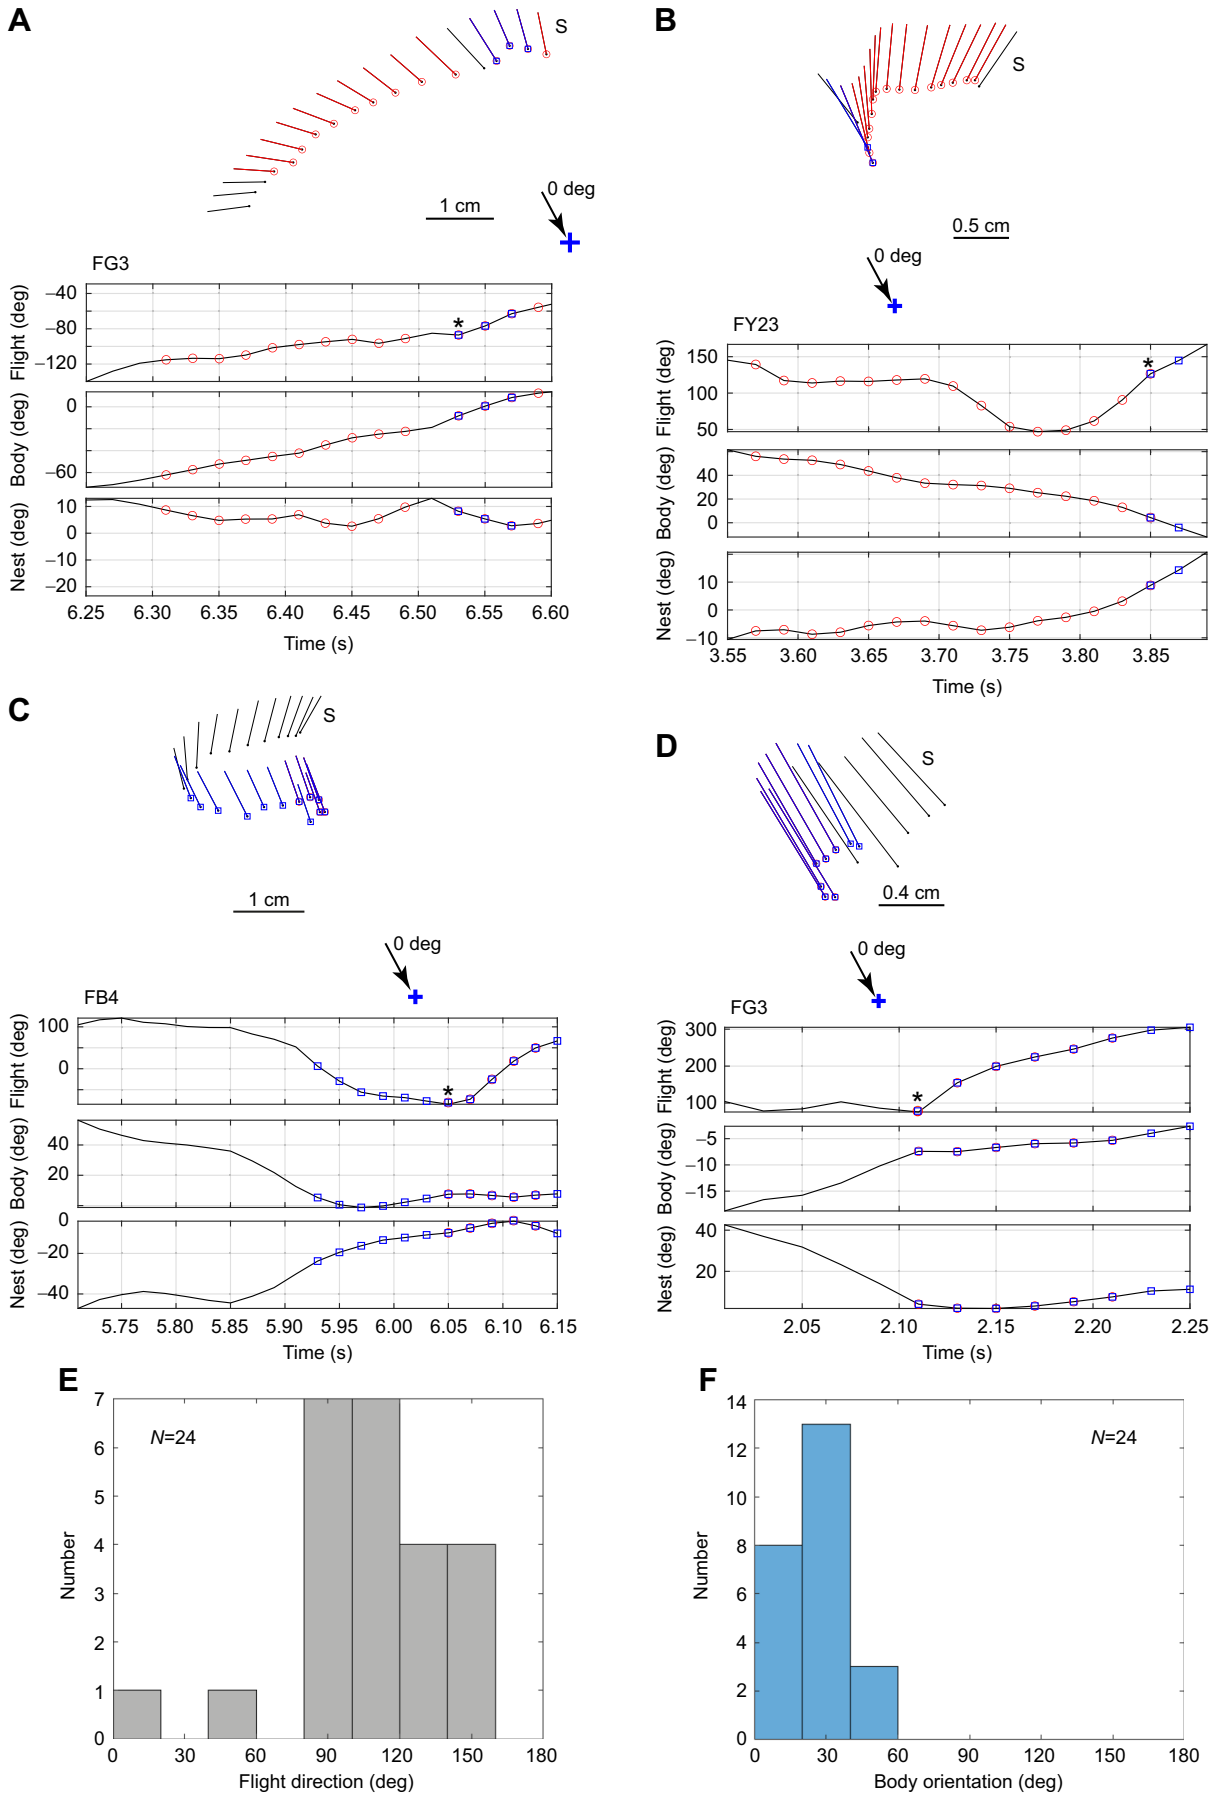 A
S
1 cm
0 deg
FG3
Flight (deg)
−40
−80
−120
*
Body (deg)
0
−60
Nest (deg)
10
0
−10
−20
6.25 6.30 6.35 6.40 6.45 6.50 6.55 6.60
Time (s)
B
S
0.5 cm
0 deg
FY23
Flight (deg)
150
100
50
*
Body (deg)
60
20
0
Nest (deg)
10
0
−10
3.55 3.60 3.65 3.70 3.75 3.80 3.85
Time (s)
C
S
1 cm
0 deg
FB4
Flight (deg)
100
0
*
Body (deg)
40
20
0
Nest (deg)
−20
−40
5.75 5.80 5.85 5.90 5.95 6.00 6.05 6.10 6.15
Time (s)
D
S
0.4 cm
0 deg
FG3
Flight (deg)
300
200
100
*
Body (deg)
−5
−10
−15
Nest (deg)
40
20
2.05 2.10 2.15 2.20 2.25
Time (s)
E
N=24
Number
7
6
5
4
3
2
1
0
0 30 60 90 120 150 180
Flight direction (deg)
F
N=24
Number
14
12
10
8
6
4
2
0
0 30 60 90 120 150 180
Body orientation (deg)